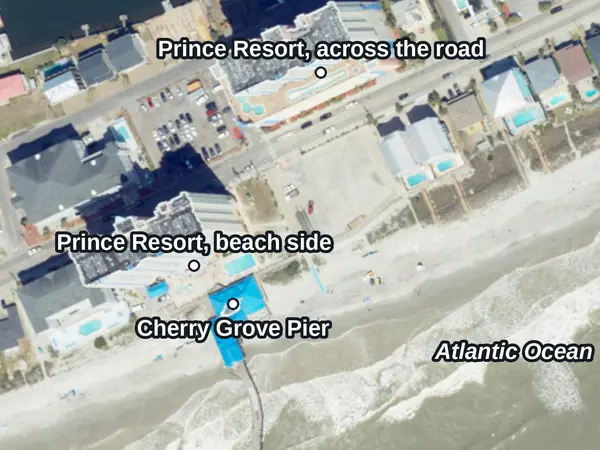 Prince Resort, across the road
Prince Resort, beach side
Cherry Grove Pier
Atlantic Ocean